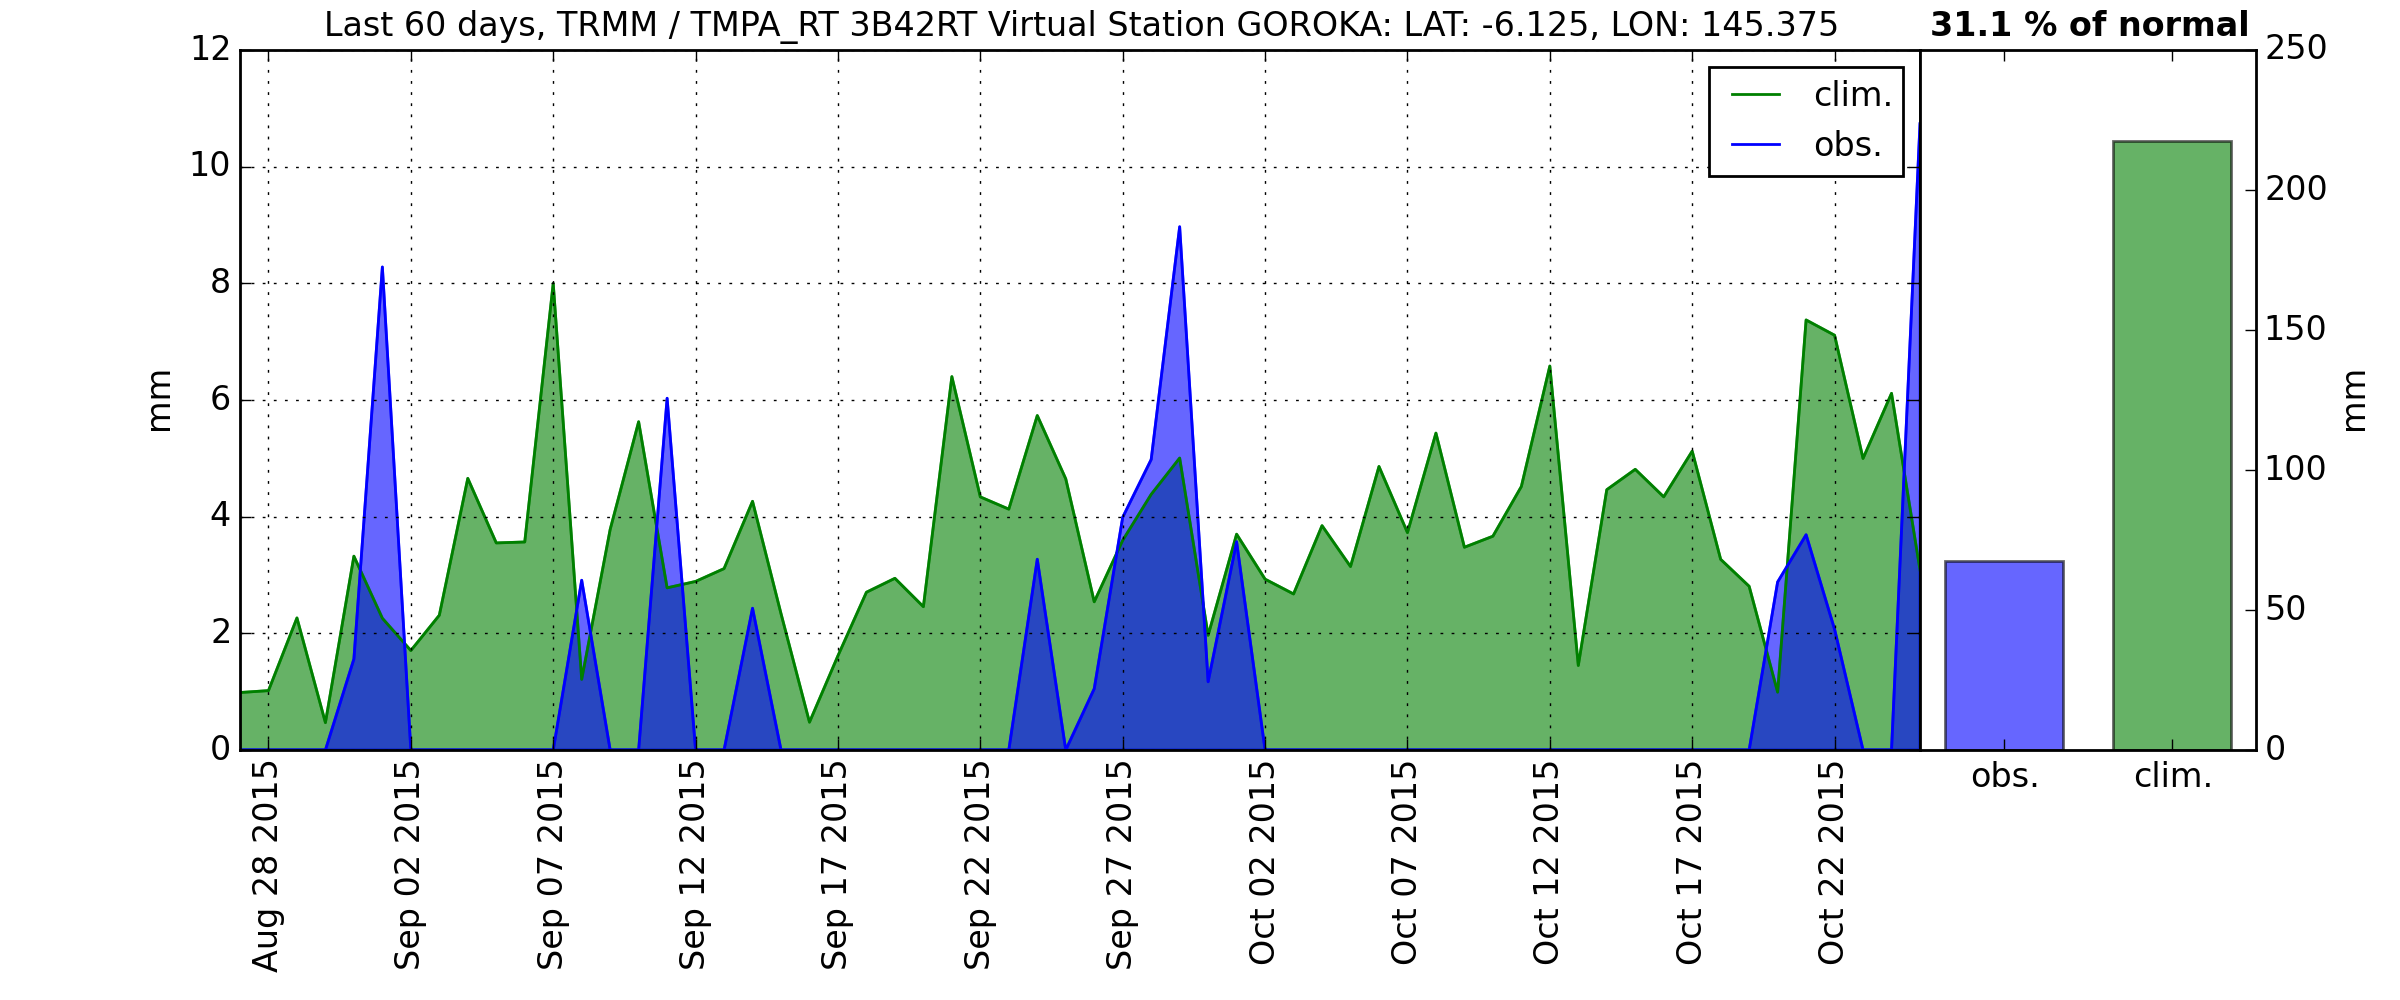 Last 60 days, TRMM / TMPA_RT 3B42RT Virtual Station GOROKA: LAT: -6.125, LON: 145.375
31.1 % of normal
12
10
8
6
4
2
0
mm
clim.
obs.
250
200
150
100
50
0
mm
obs.
clim.
Aug 28 2015
Sep 02 2015
Sep 07 2015
Sep 12 2015
Sep 17 2015
Sep 22 2015
Sep 27 2015
Oct 02 2015
Oct 07 2015
Oct 12 2015
Oct 17 2015
Oct 22 2015